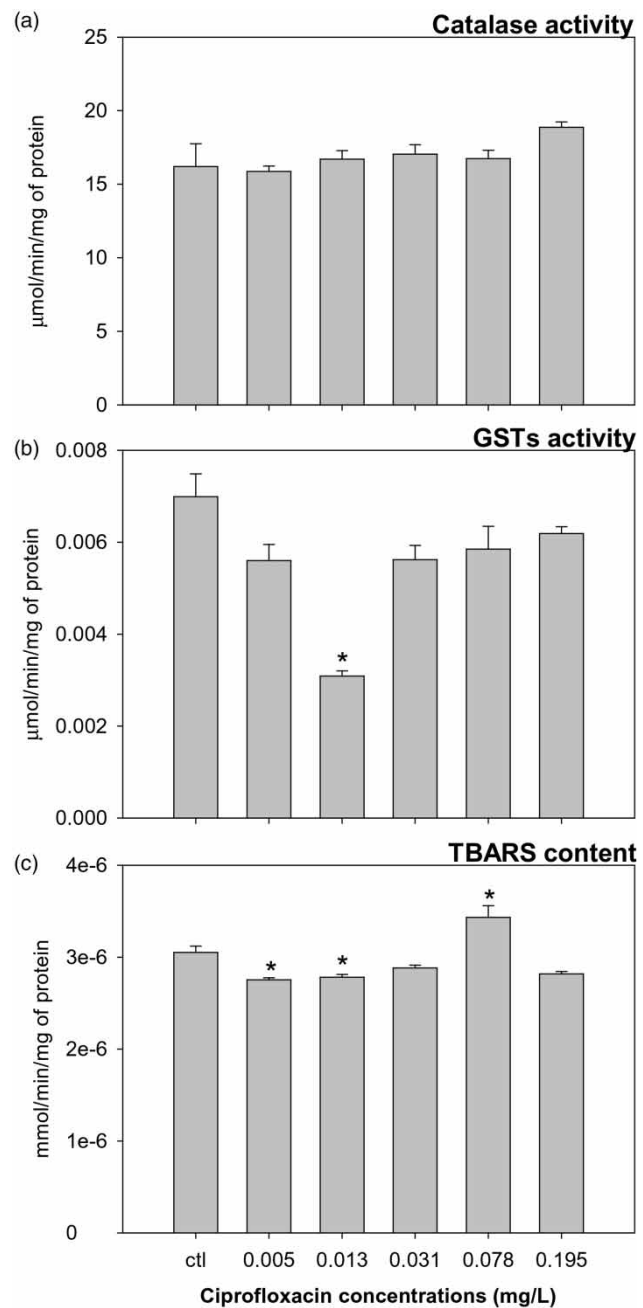 (a)
Catalase activity
25
20
15
10
5
0
μmol/min/mg of protein
(b)
GSTs activity
0.008
0.006
0.004
0.002
0.000
*
μmol/min/mg of protein
(c)
TBARS content
4e-6
3e-6
2e-6
1e-6
0
* * *
mmol/min/mg of protein
ctl 0.005 0.013 0.031 0.078 0.195
Ciprofloxacin concentrations (mg/L)